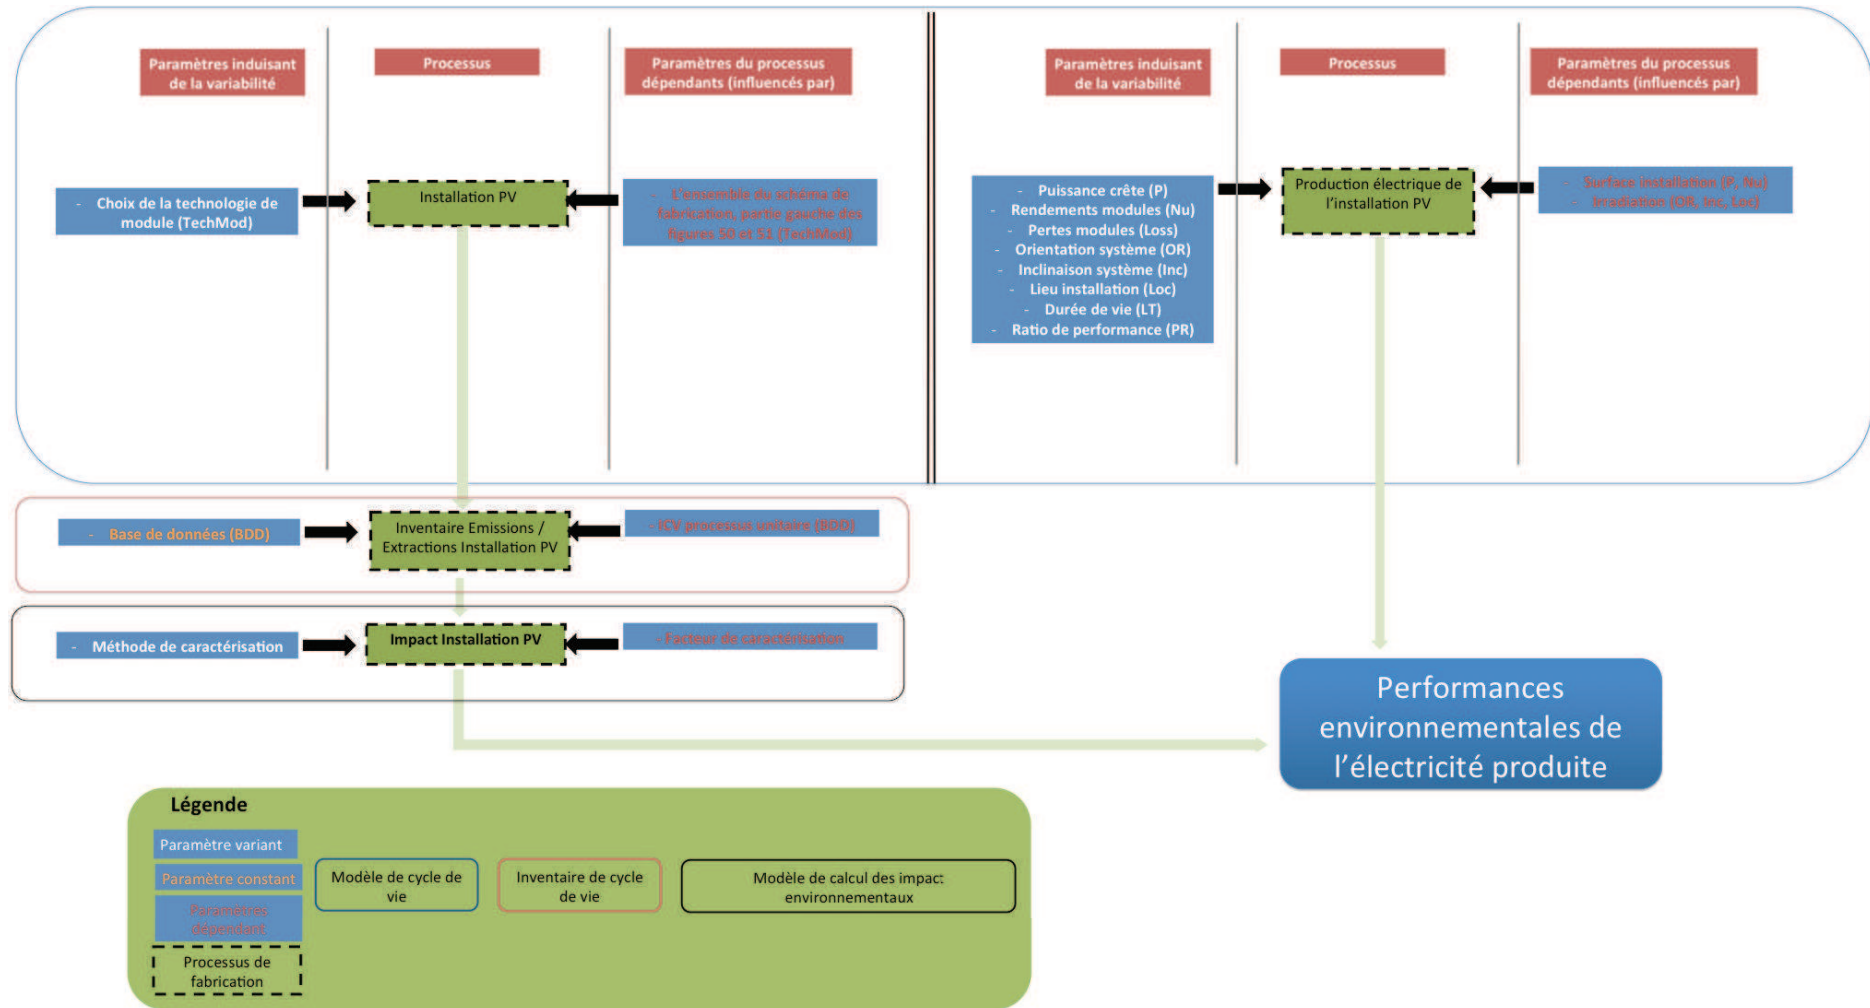 Paramètres induisant
de la variabilité
Processus
Paramètres du processus
dépendants (influencés par)
- Choix de la technologie de
module (TechMod)
Installation PV
- L'ensemble du schéma de
fabrication, partie gauche des
figures 50 et 51 (TechMod)
Paramètres induisant
de la variabilité
Processus
Paramètres du processus
dépendants (influencés par)
- Puissance crête (P)
- Rendements modules (Nu)
- Pertes modules (Loss)
- Orientation système (OR)
- Inclinaison système (Inc)
- Lieu installation (Loc)
- Durée de vie (LT)
- Ratio de performance (PR)
Production électrique de
l'installation PV
- Surface installation (P, Nu)
- Irradiation (OR, Inc, Loc)
- Base de données (BDD)
Inventaire Emissions /
Extractions Installation PV
- ICV processus unitaire (BDD)
- Méthode de caractérisation
Impact Installation PV
- Facteur de caractérisation
Performances
environnementales de
l'électricité produite
Légende
Paramètre variant
Paramètre constant
Paramètres
dépendant
Processus de
fabrication
Modèle de cycle de
vie
Inventaire de cycle
de vie
Modèle de calcul des impact
environnementaux